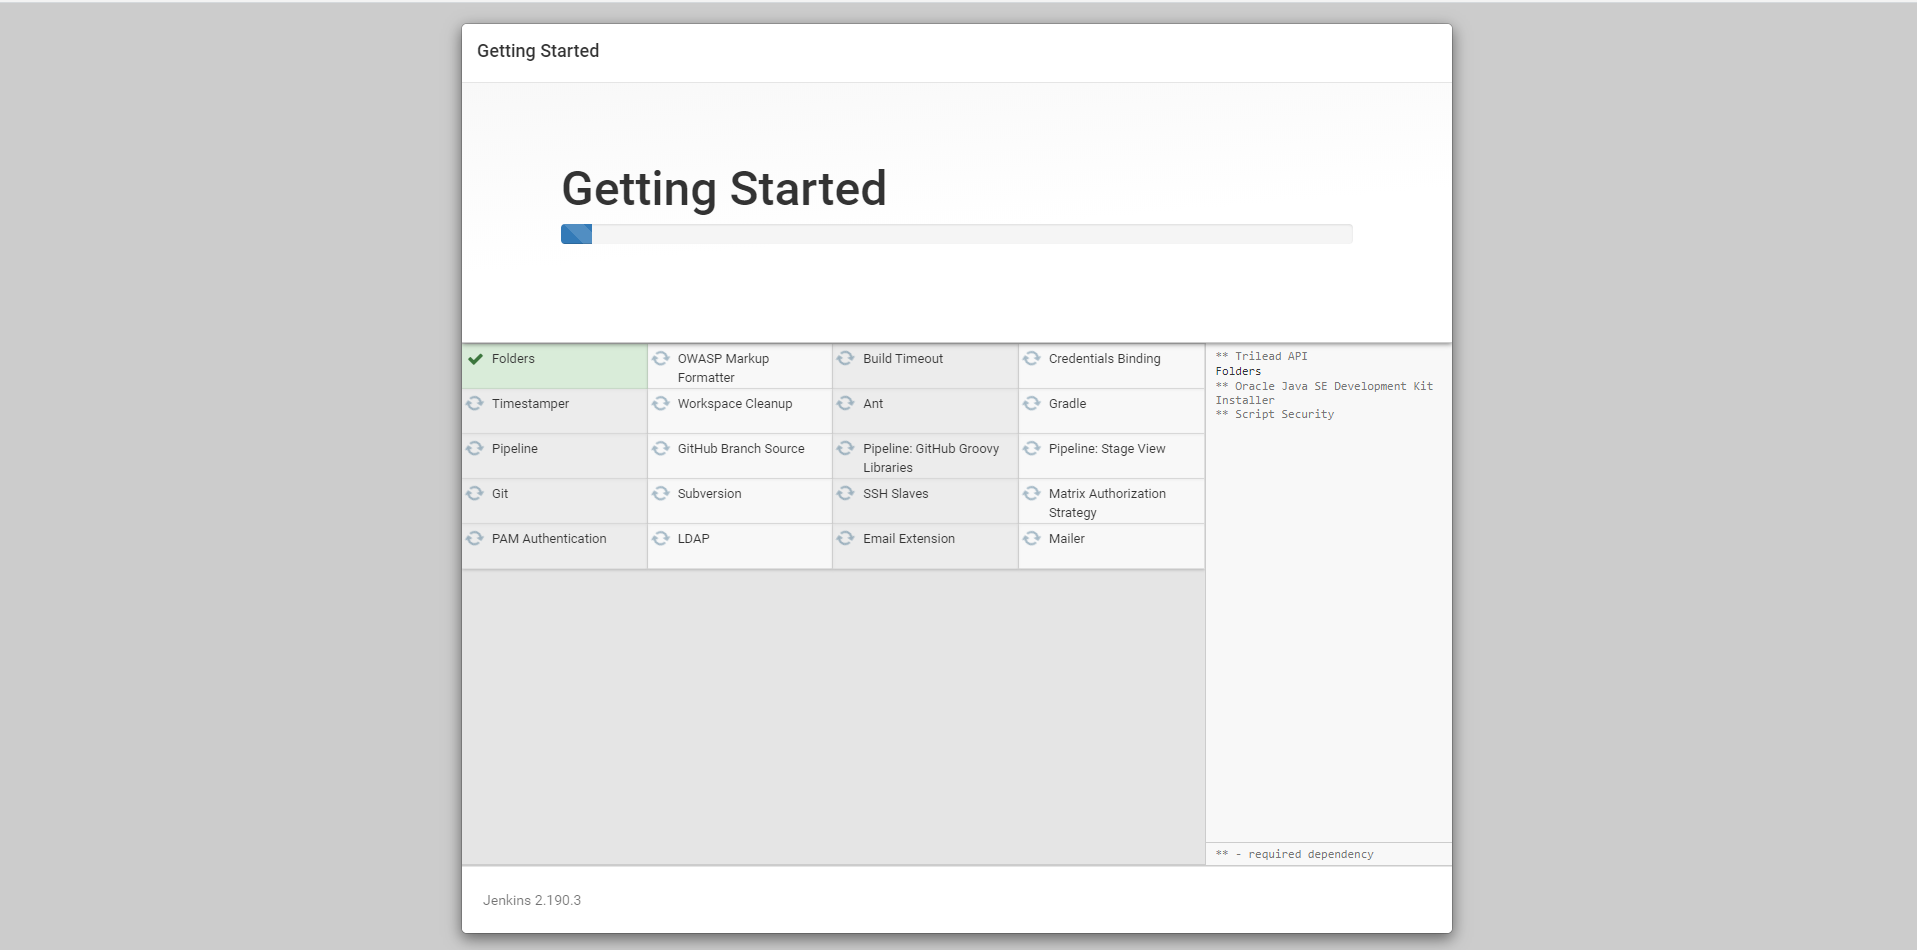 Getting Started
Getting Started
Folders
OWASP Markup
Formatter
Build Timeout
Credentials Binding
Timestamper
Workspace Cleanup
Ant
Gradle
Pipeline
GitHub Branch Source
Pipeline: GitHub Groovy
Libraries
Pipeline: Stage View
Git
Subversion
SSH Slaves
Matrix Authorization
Strategy
PAM Authentication
LDAP
Email Extension
Mailer
** Trilead API
Folders
** Oracle Java SE Development Kit
Installer
** Script Security
** - required dependency
Jenkins 2.190.3